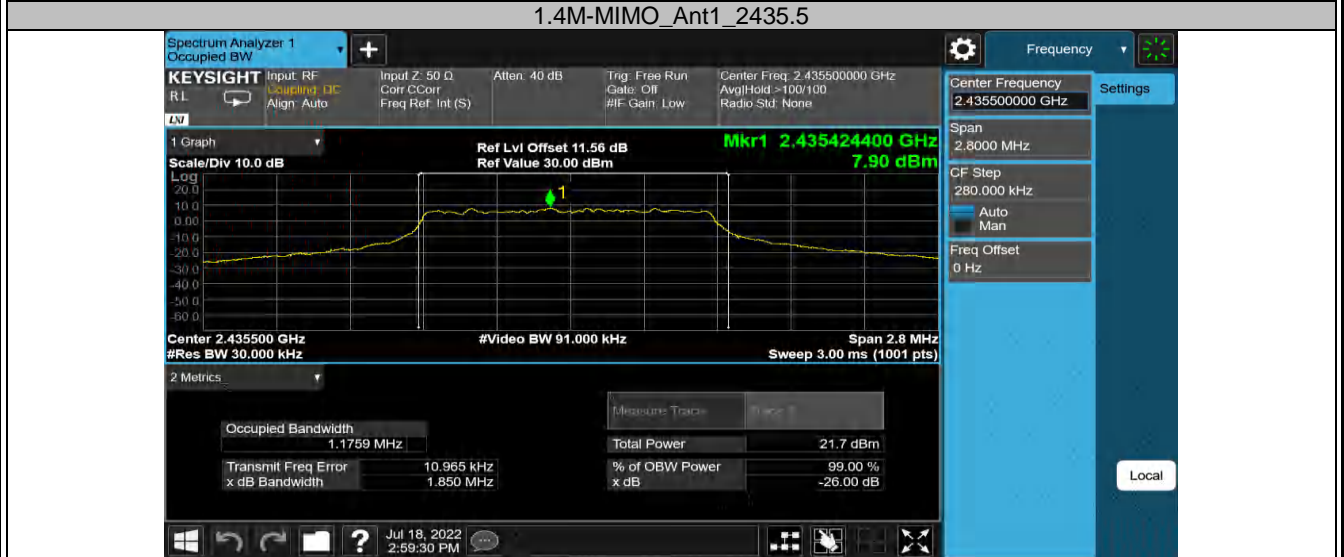 1.4M-MIMO_Ant1_2435.5
Spectrum Analyzer 1
Occupied BW
+
Frequency
KEYSIGHT
RL
LXI
Input: RF
Coupling: DC
Align: Auto
Input Z: 50 Ω
Corr CCorr
Freq Ref: Int (S)
Atten: 40 dB
Trig: Free Run
Gate: Off
#IF Gain: Low
Center Freq: 2.435500000 GHz
Avg|Hold:>100/100
Radio Std: None
Center Frequency
2.435500000 GHz
Settings
Span
2.8000 MHz
CF Step
280.000 kHz
Auto
Man
Freq Offset
0 Hz
Local
1 Graph
Scale/Div 10.0 dB
Ref Lvl Offset 11.56 dB
Ref Value 30.00 dBm
Mkr1 2.435424400 GHz
7.90 dBm
Log
20.0
10.0
0.00
-10.0
-20.0
-30.0
-40.0
-50.0
-60.0
1
Center 2.435500 GHz
#Res BW 30.000 kHz
#Video BW 91.000 kHz
Span 2.8 MHz
Sweep 3.00 ms (1001 pts)
2 Metrics
Measure Trace
Trace 1
Occupied Bandwidth
1.1759 MHz
Total Power 21.7 dBm
Transmit Freq Error 10.965 kHz
% of OBW Power 99.00 %
x dB Bandwidth 1.850 MHz
x dB -26.00 dB
?
Jul 18, 2022
2:59:30 PM